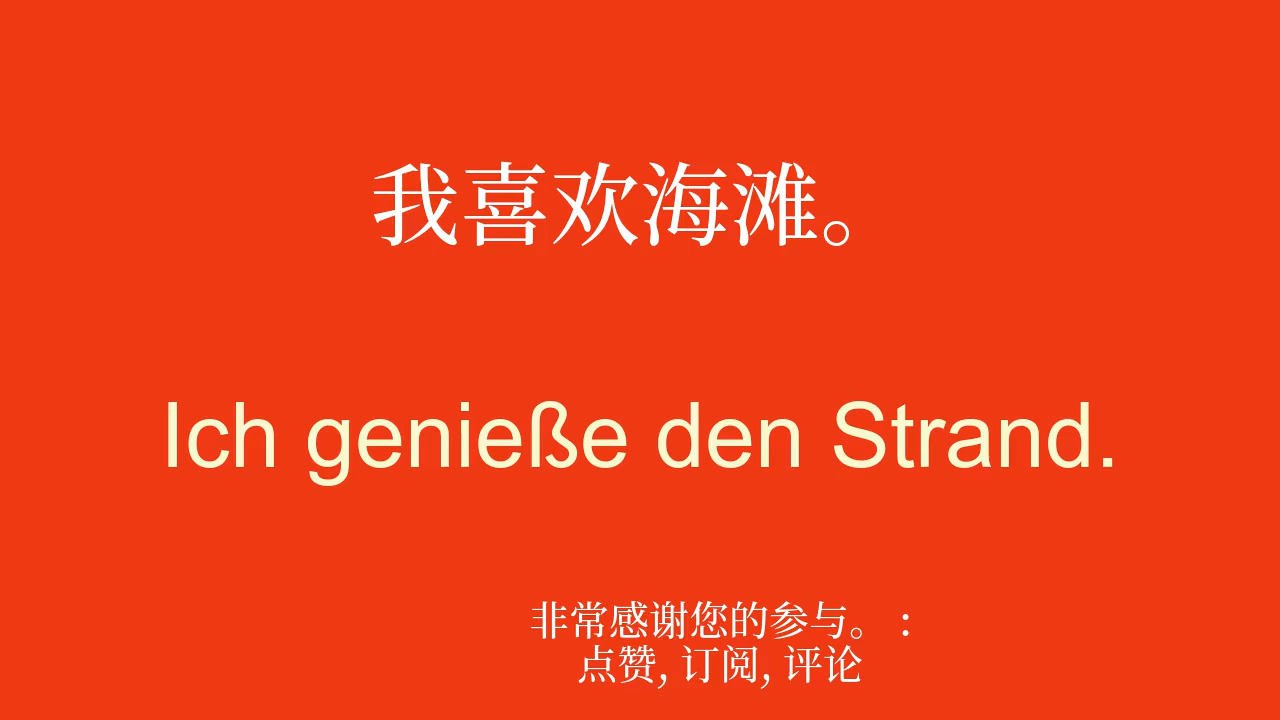 我喜欢海滩。
Ich genieße den Strand.
非常感谢您的参与。 :
点赞, 订阅, 评论